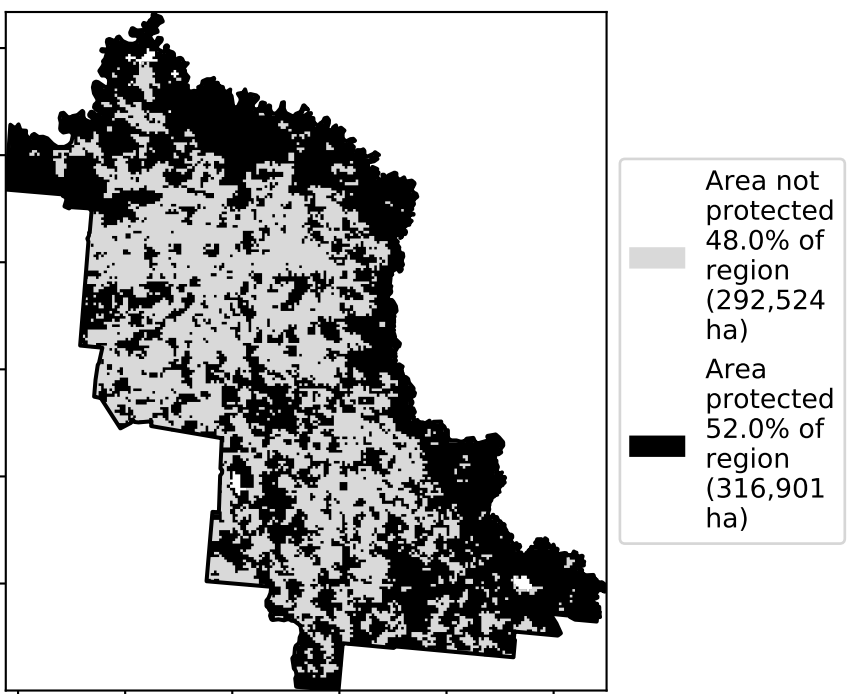 Area not
protected
48.0% of
region
(292,524
ha)
Area
protected
52.0% of
region
(316,901
ha)